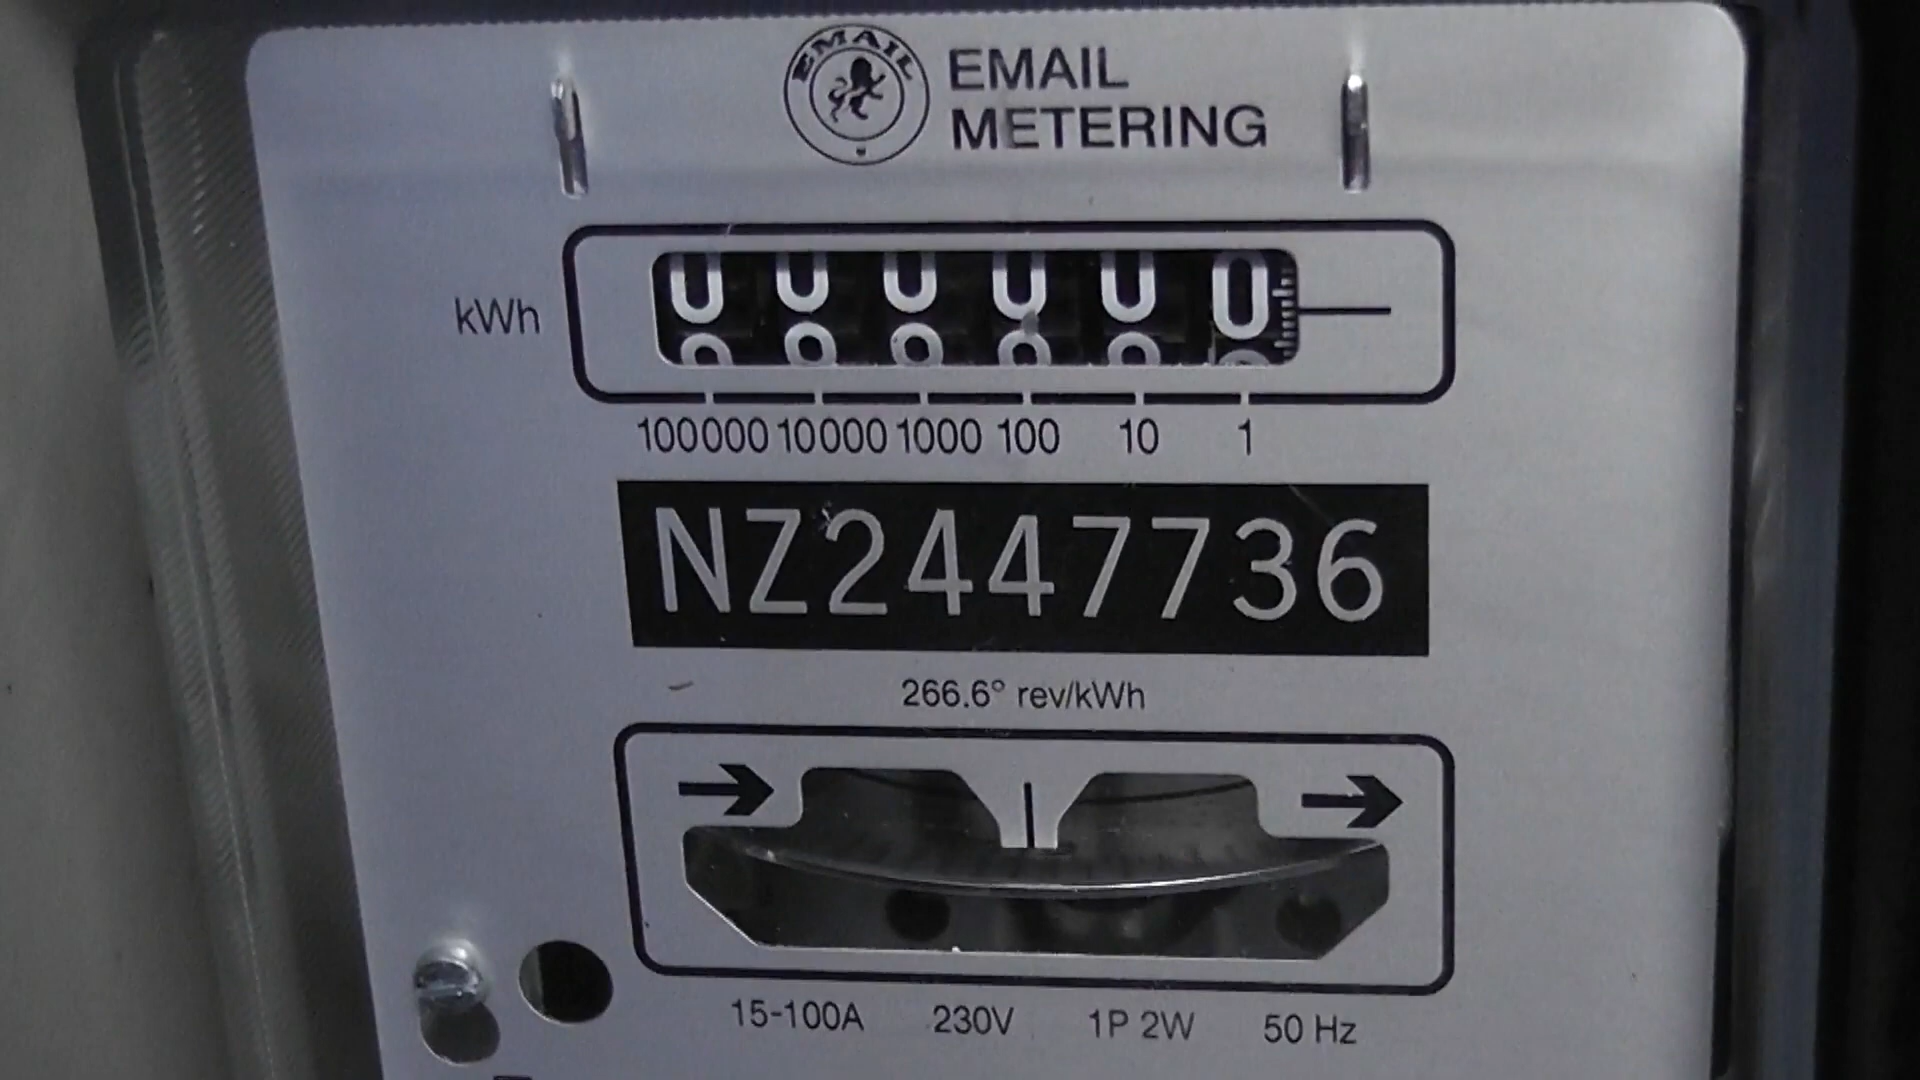 EMAIL
EMAIL
METERING
kWh
000000
100000 10000 1000 100 10 1
NZ2447736
266.6° rev/kWh
15-100A 230V 1P 2W 50 Hz